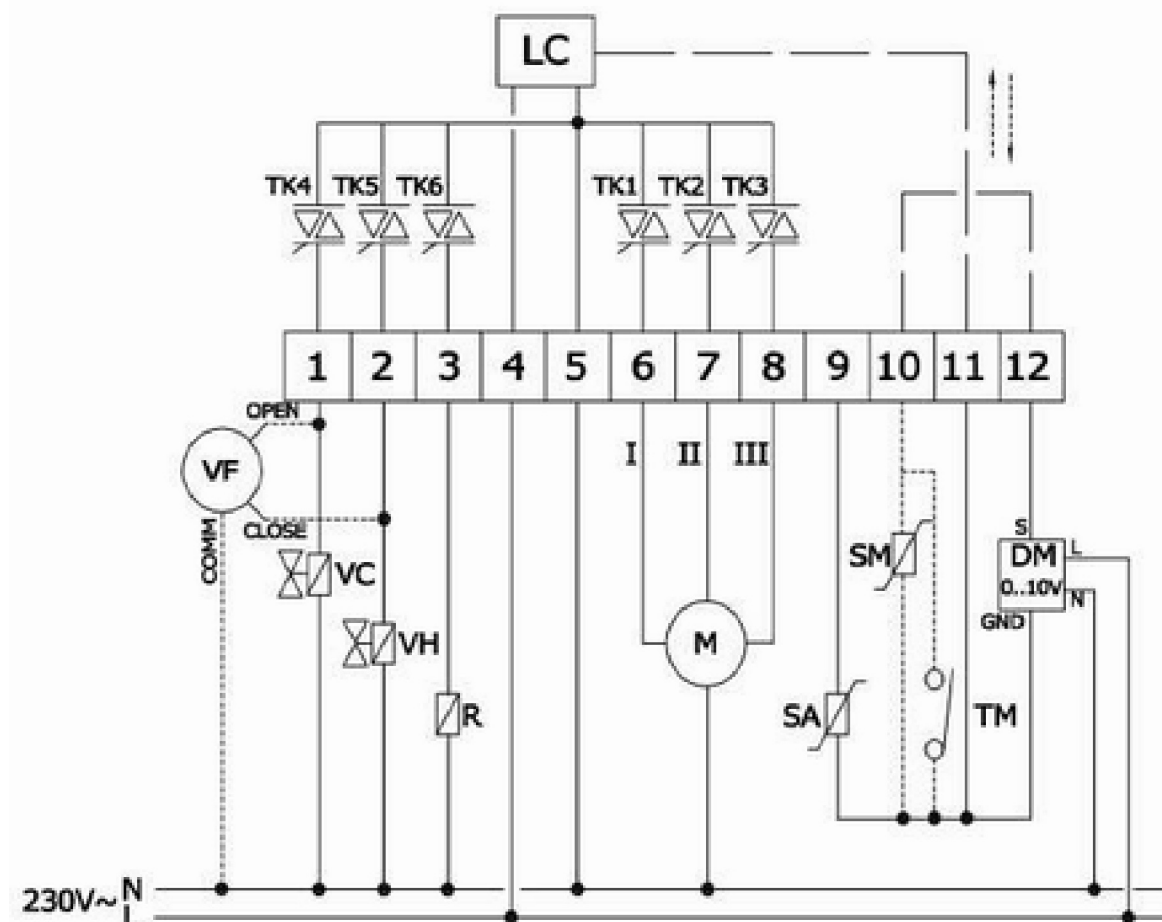 LC
TK4 TK5 TK6 TK1 TK2 TK3
1 2 3 4 5 6 7 8 9 10 11 12
OPEN
I II III
VF
CLOSE
COMM
S
SM DM L
VC 0..10V
N
GND
VH M
R SA TM
230V~ N
L